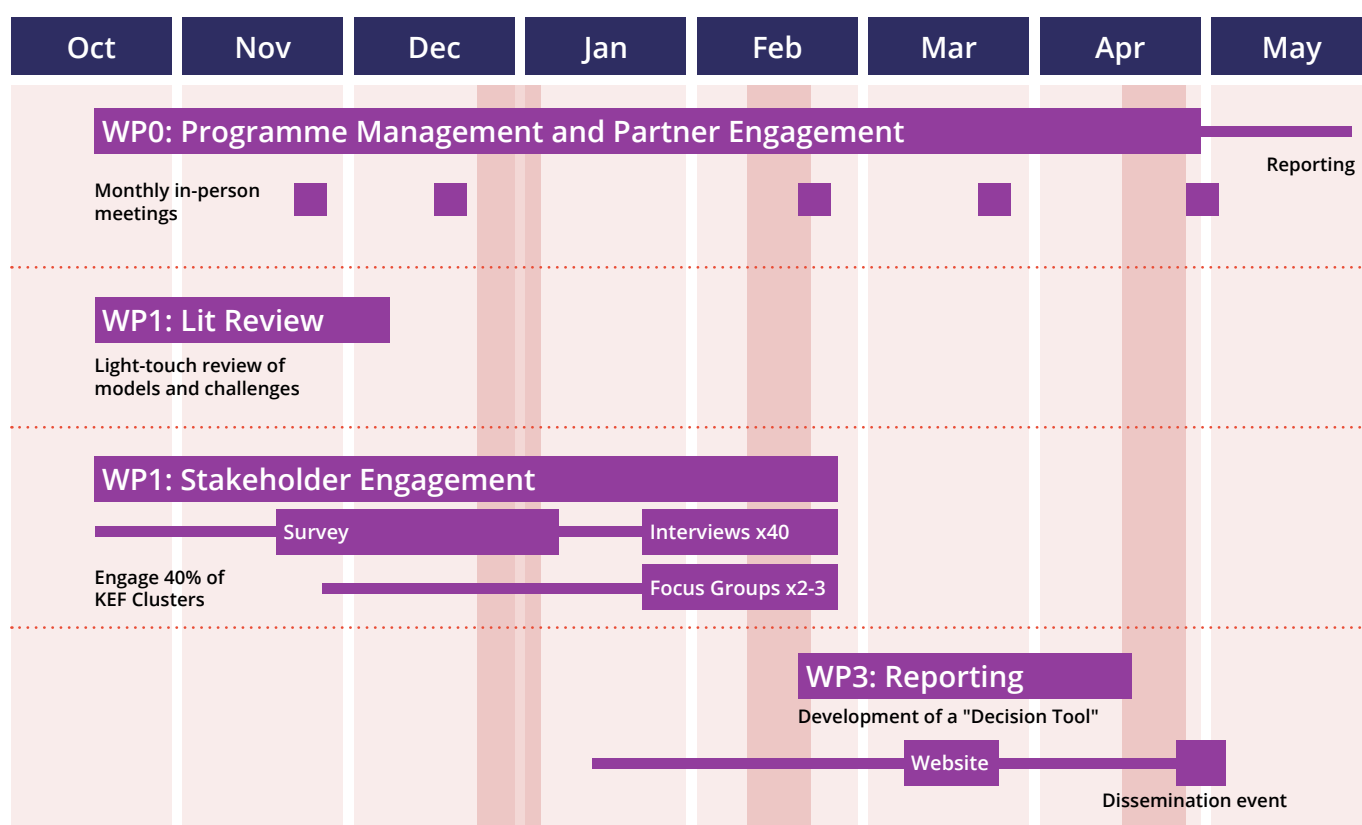 Oct Nov Dec Jan Feb Mar Apr May
WP0: Programme Management and Partner Engagement
Reporting
Monthly in-person
meetings
WP1: Lit Review
Light-touch review of
models and challenges
WP1: Stakeholder Engagement
Survey
Interviews x40
Engage 40% of
KEF Clusters
Focus Groups x2-3
WP3: Reporting
Development of a "Decision Tool"
Website
Dissemination event